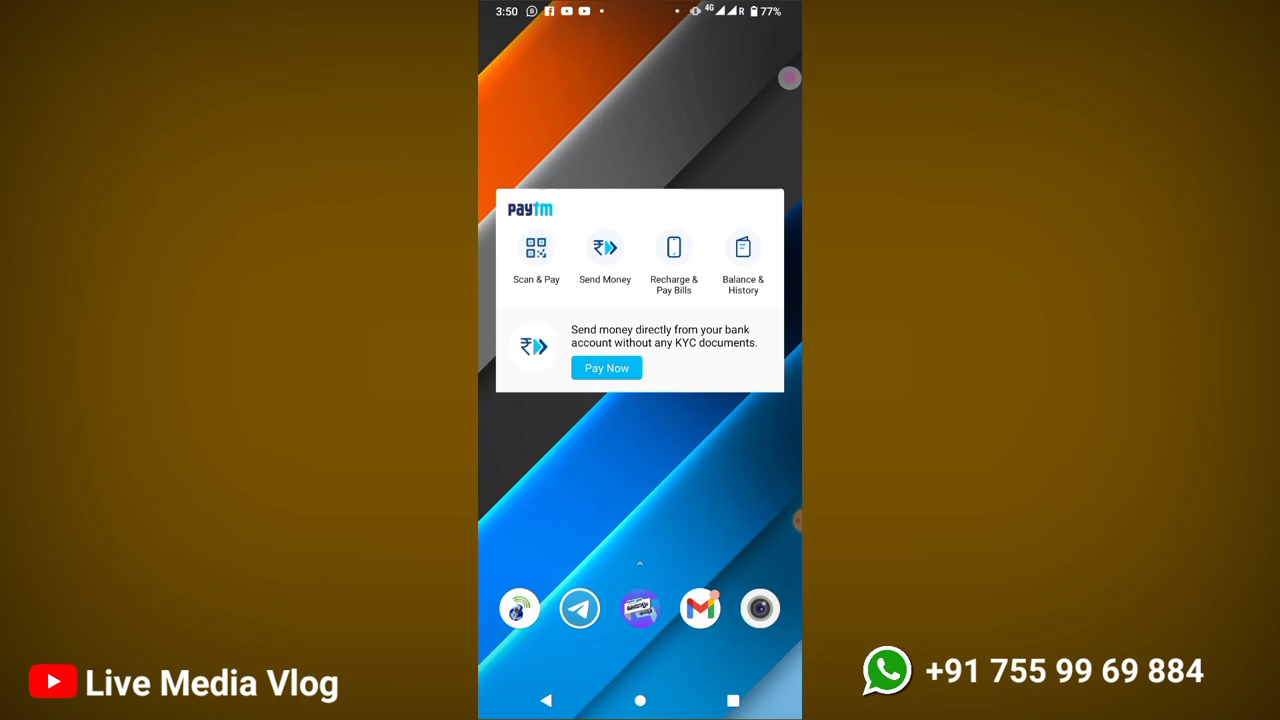 3:50
4G
R
77%
paytm
Scan & Pay
Send Money
Recharge &
Pay Bills
Balance &
History
Send money directly from your bank
account without any KYC documents.
Pay Now
Live Media Vlog
+91 755 99 69 884